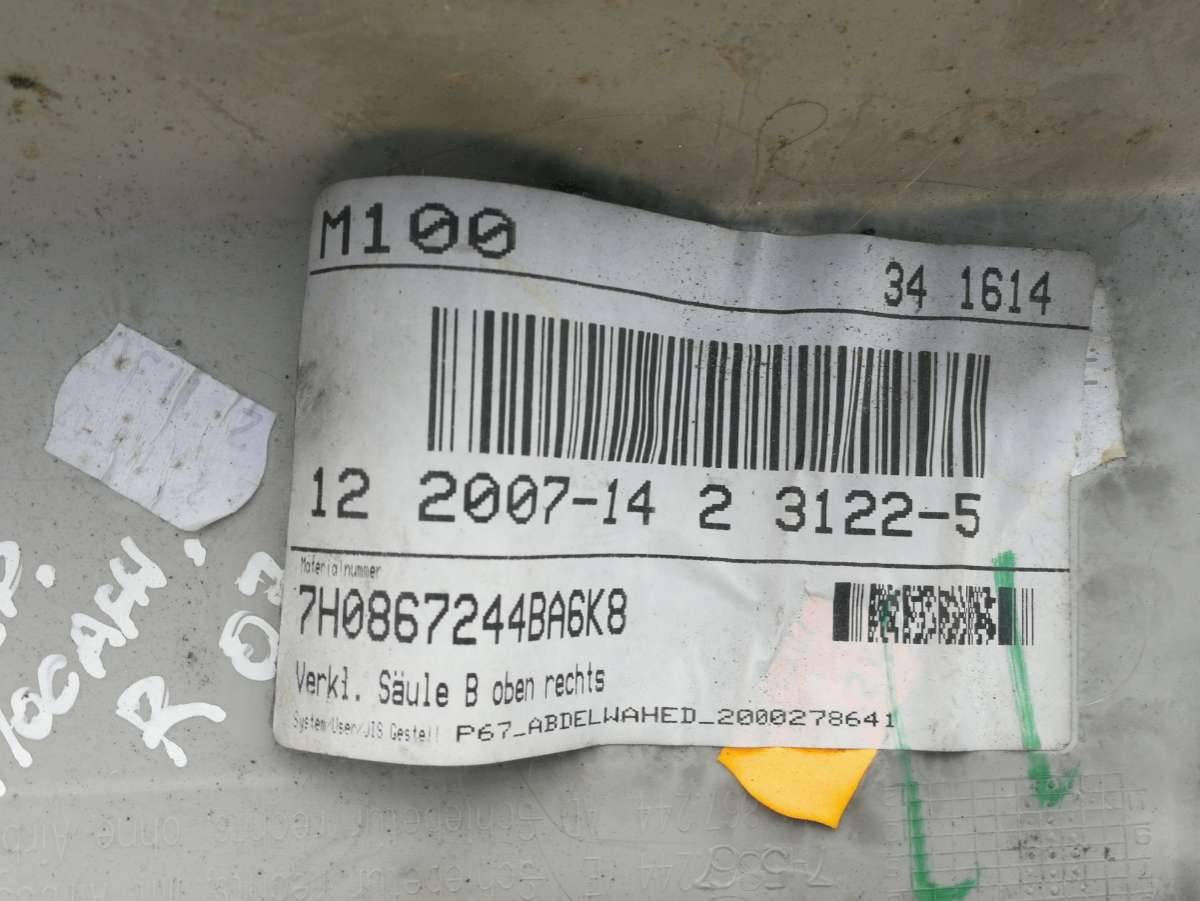 M100
34 1614
12 2007-14 2 3122-5
Materialnummer
7H0867244BA6K8
Verkl. Säule B oben rechts
System/User/JIS Gestell P67_ABDELWAHED_2000278641
R 07